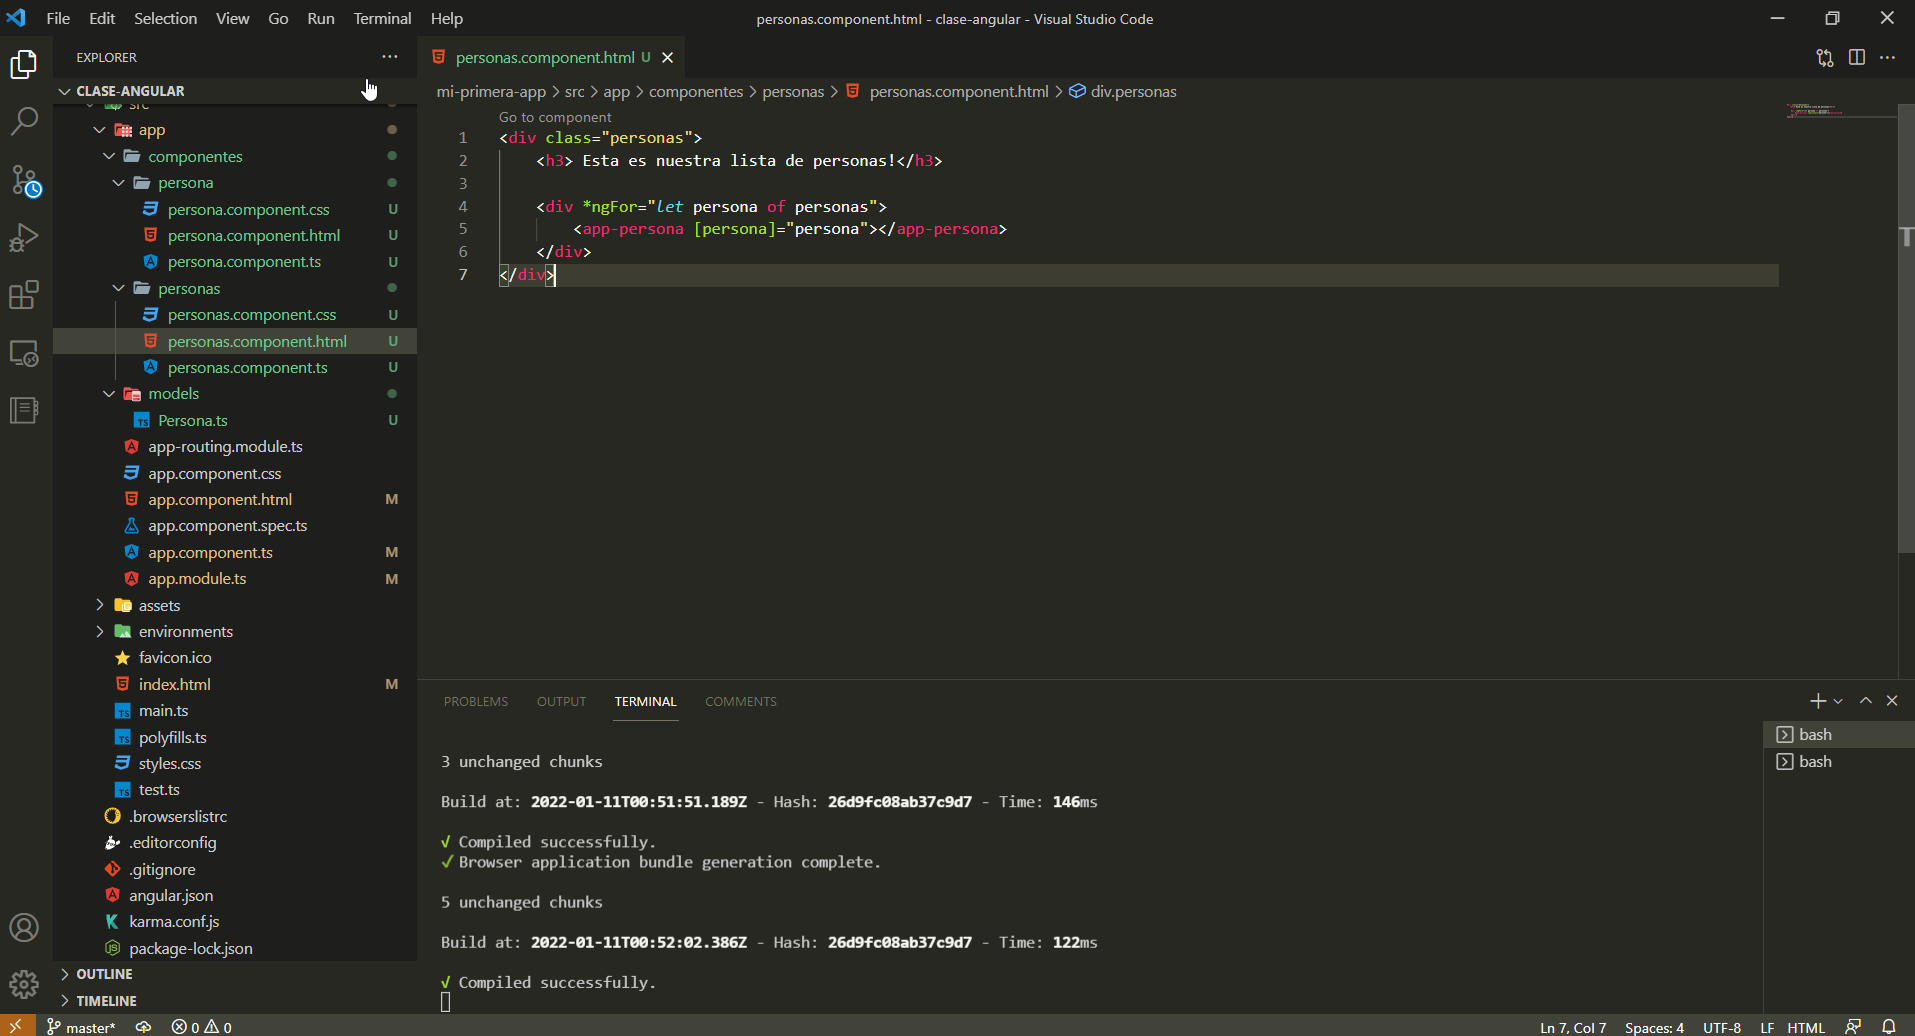 File Edit Selection View Go Run Terminal Help
personas.component.html - clase-angular - Visual Studio Code
EXPLORER
CLASE-ANGULAR
src
app
componentes
persona
persona.component.css U
persona.component.html U
persona.component.ts U
personas
personas.component.css U
personas.component.html U
personas.component.ts U
models
Persona.ts U
app-routing.module.ts
app.component.css
app.component.html M
app.component.spec.ts
app.component.ts M
app.module.ts M
assets
environments
favicon.ico
index.html M
main.ts
polyfills.ts
styles.css
test.ts
.browserslistrc
.editorconfig
.gitignore
angular.json
karma.conf.js
package-lock.json
OUTLINE
TIMELINE
personas.component.html U
mi-primera-app > src > app > componentes > personas > personas.component.html > div.personas
Go to component
1 <div class="personas">
2 <h3> Esta es nuestra lista de personas!</h3>
3
4 <div *ngFor="let persona of personas">
5 <app-persona [persona]="persona"></app-persona>
6 </div>
7 </div>
PROBLEMS OUTPUT TERMINAL COMMENTS
3 unchanged chunks
Build at: 2022-01-11T00:51:51.189Z - Hash: 26d9fc08ab37c9d7 - Time: 146ms
√ Compiled successfully.
√ Browser application bundle generation complete.
5 unchanged chunks
Build at: 2022-01-11T00:52:02.386Z - Hash: 26d9fc08ab37c9d7 - Time: 122ms
√ Compiled successfully.
bash
bash
master* 0 0
Ln 7, Col 7 Spaces: 4 UTF-8 LF HTML